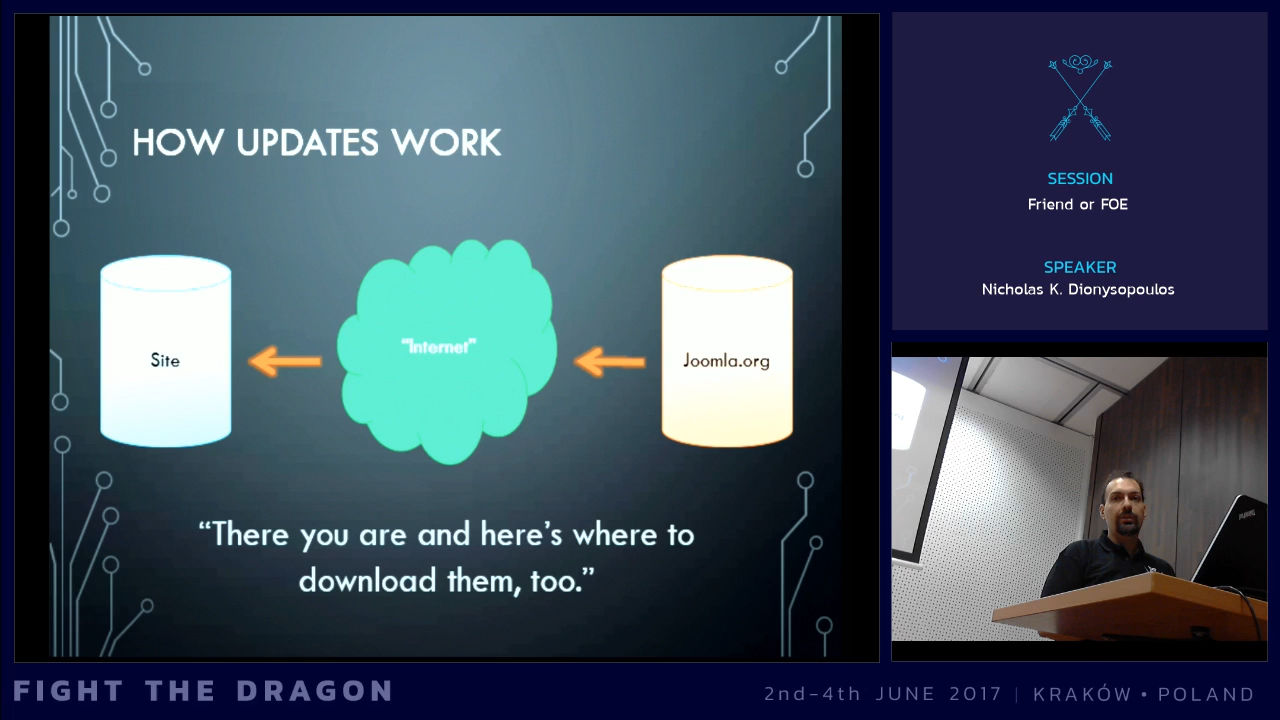 HOW UPDATES WORK
Site
“Internet”
Joomla.org
“There you are and here’s where to
download them, too.”
SESSION
Friend or FOE
SPEAKER
Nicholas K. Dionysopoulos
FIGHT THE DRAGON
2nd-4th JUNE 2017 | KRAKÓW • POLAND